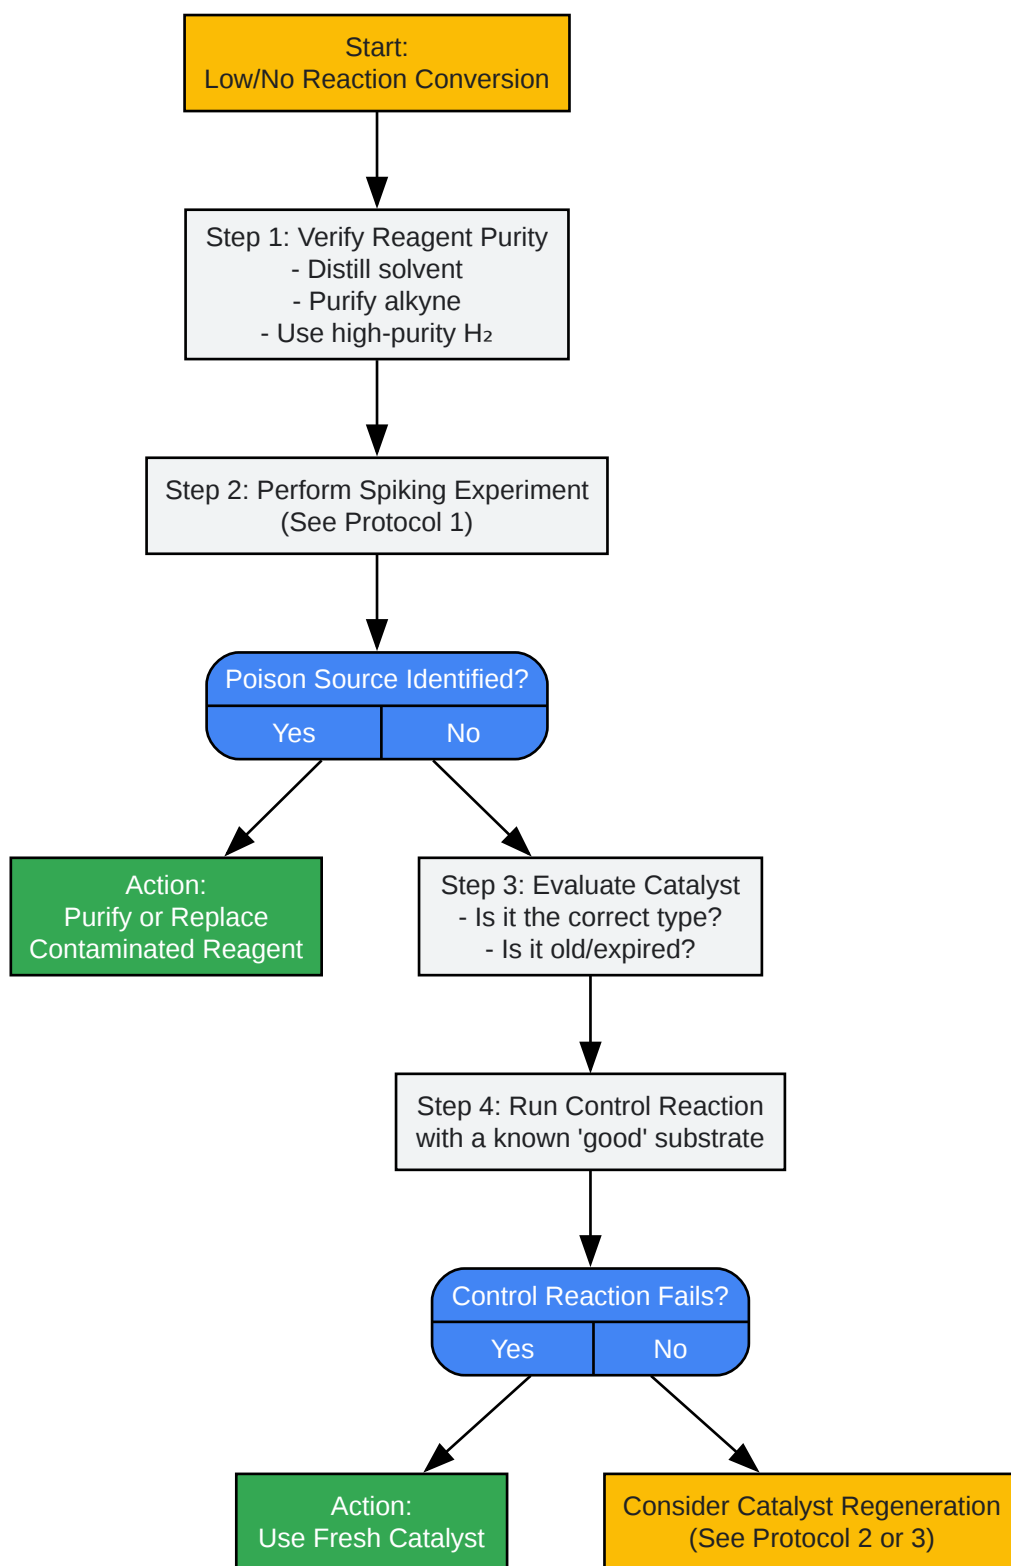 Start:
Low/No Reaction Conversion
Step 1: Verify Reagent Purity
- Distill solvent
- Purify alkyne
- Use high-purity H₂
Step 2: Perform Spiking Experiment
(See Protocol 1)
Poison Source Identified?
Yes
No
Action:
Purify or Replace
Contaminated Reagent
Step 3: Evaluate Catalyst
- Is it the correct type?
- Is it old/expired?
Step 4: Run Control Reaction
with a known 'good' substrate
Control Reaction Fails?
Yes
No
Action:
Use Fresh Catalyst
Consider Catalyst Regeneration
(See Protocol 2 or 3)